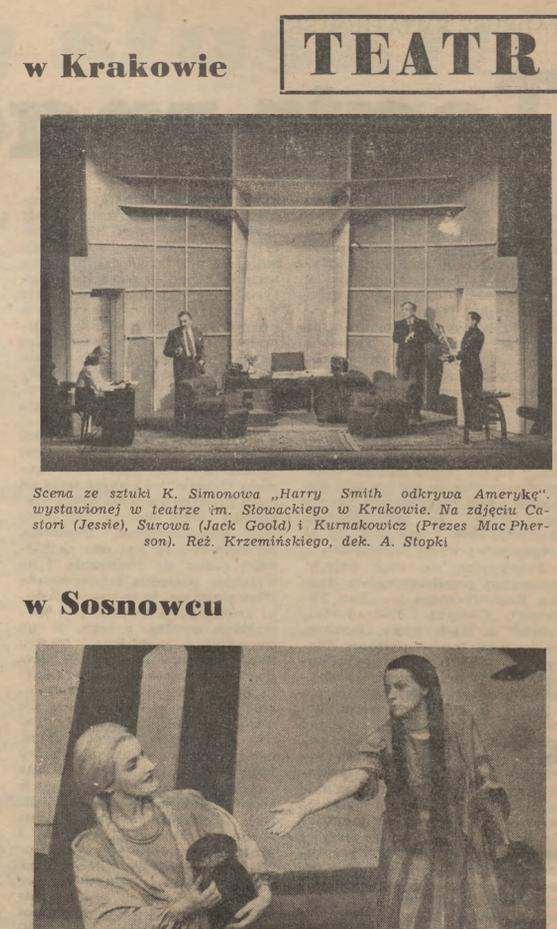 w Krakowie
TEATR
Scena ze sztuki K. Simonowa „Harry Smith odkrywa Amerykę".
wystawionej w teatrze im. Słowackiego w Krakowie. Na zdjęciu Ca-
stori (Jessie), Surowa (Jack Goold) i Kurnakowicz (Prezes Mac Pher-
son). Reż. Krzemińskiego, dek. A. Stopki
w Sosnowcu